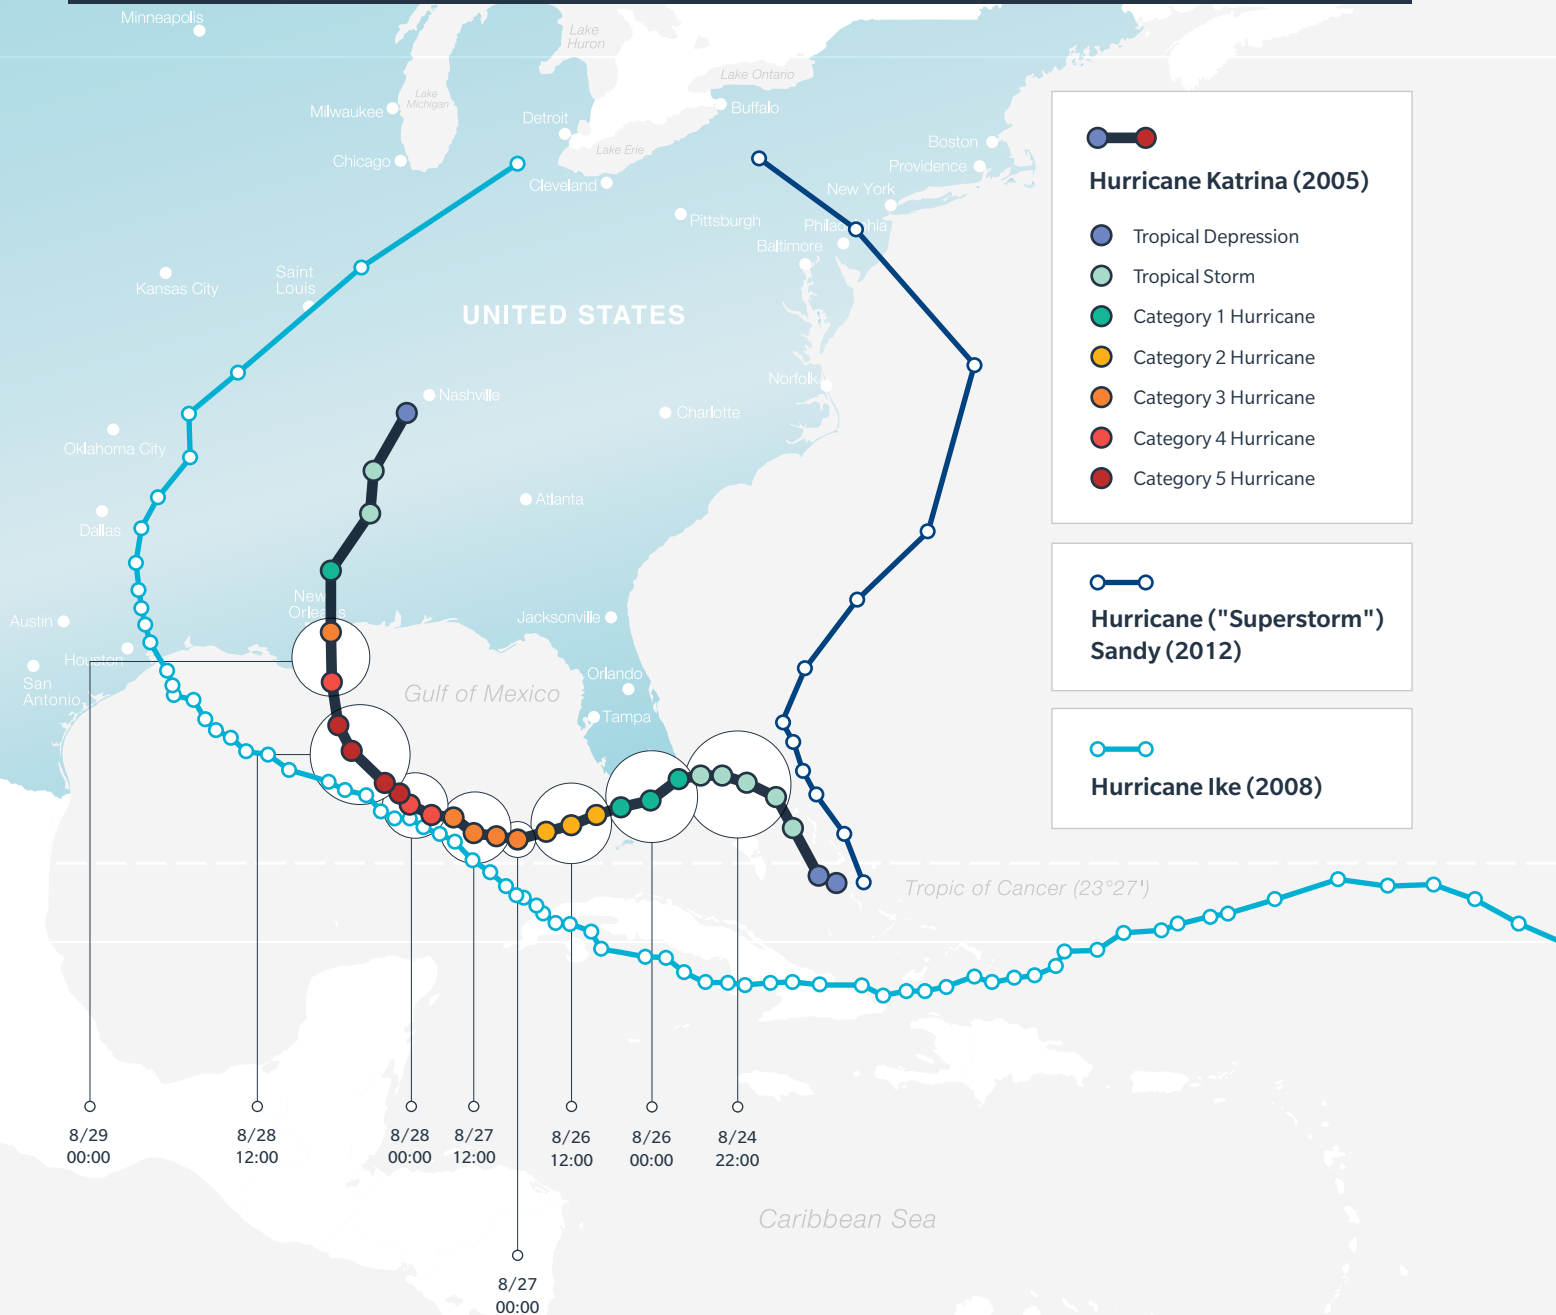 Minneapolis
Lake
Huron
Lake Ontario
Lake
Michigan
Milwaukee
Buffalo
Detroit
Boston
Lake Erie
Chicago
Providence
Cleveland
New York
Pittsburgh
Philadelphia
Baltimore
Saint
Louis
Kansas City
UNITED STATES
Norfolk
Nashville
Charlotte
Oklahoma City
Atlanta
Dallas
New
Orleans
Jacksonville
Austin
Houston
Orlando
San
Antonio
Gulf of Mexico
Tampa
Tropic of Cancer (23°27')
Caribbean Sea
Hurricane Katrina (2005)
Tropical Depression
Tropical Storm
Category 1 Hurricane
Category 2 Hurricane
Category 3 Hurricane
Category 4 Hurricane
Category 5 Hurricane
Hurricane ("Superstorm")
Sandy (2012)
Hurricane Ike (2008)
8/29
00:00
8/28
12:00
8/28
00:00
8/27
12:00
8/27
00:00
8/26
12:00
8/26
00:00
8/24
22:00